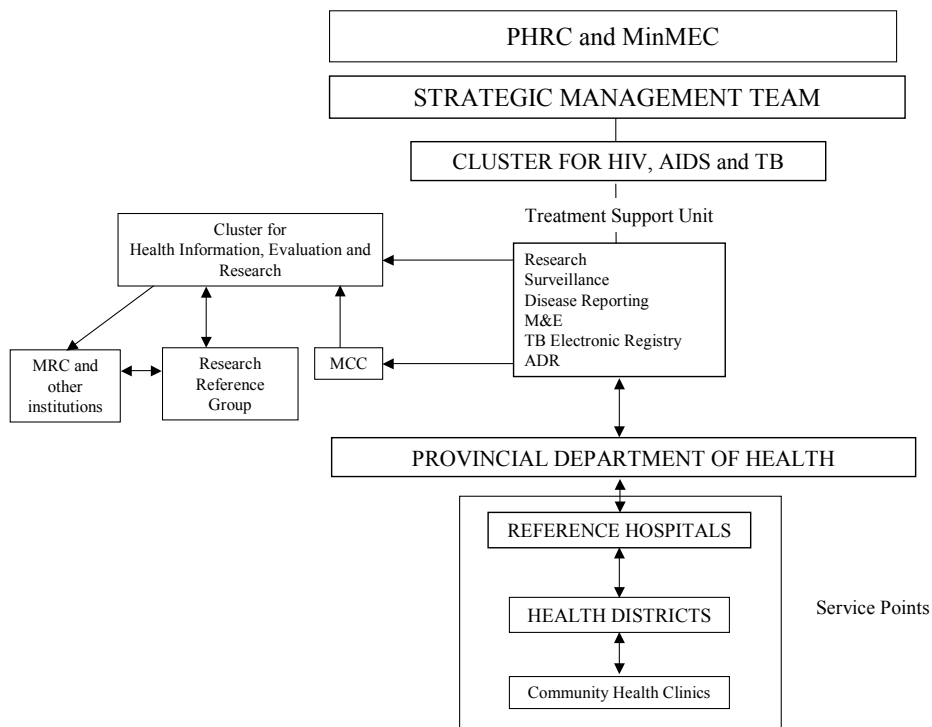 PHRC and MinMEC
STRATEGIC MANAGEMENT TEAM
CLUSTER FOR HIV, AIDS and TB
Treatment Support Unit
Cluster for
Health Information, Evaluation and
Research
Research
Surveillance
Disease Reporting
M&E
TB Electronic Registry
ADR
MRC and
other
institutions
Research
Reference
Group
MCC
PROVINCIAL DEPARTMENT OF HEALTH
REFERENCE HOSPITALS
HEALTH DISTRICTS
Service Points
Community Health Clinics